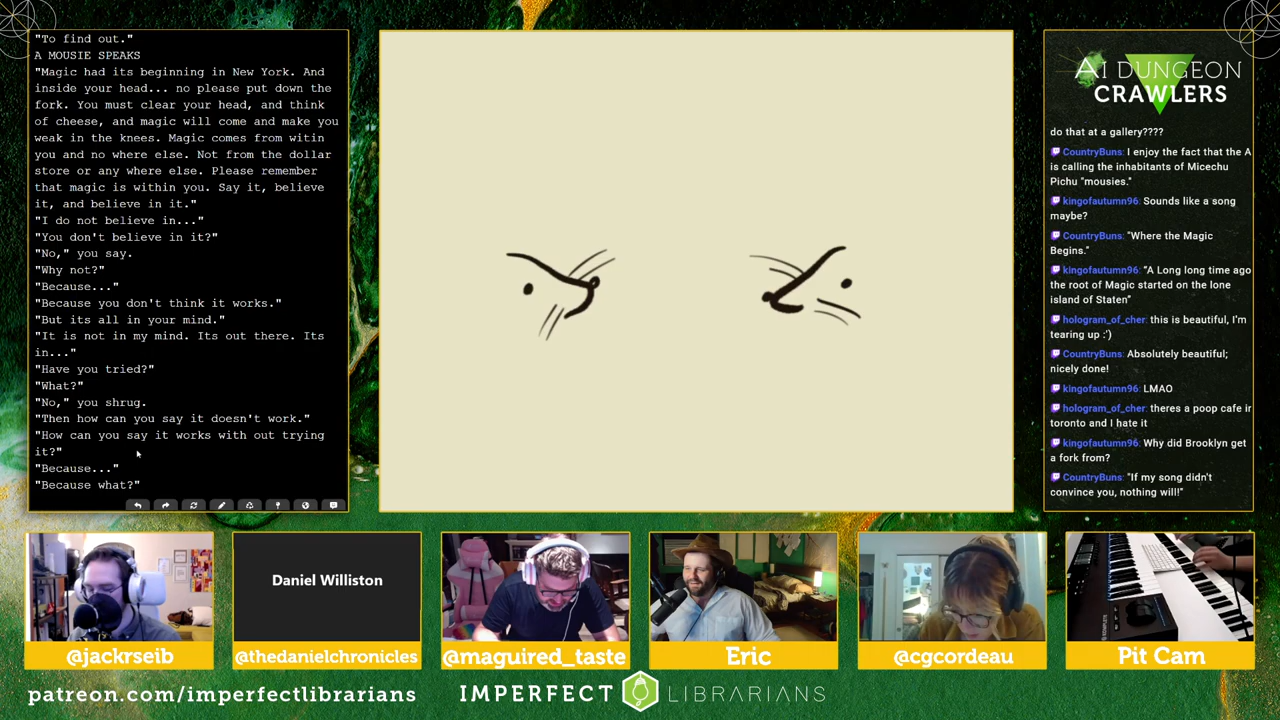 "To find out."
A MOUSIE SPEAKS
"Magic had its beginning in New York. And
inside your head... no please put down the
fork. You must clear your head, and think
of cheese, and magic will come and make you
weak in the knees. Magic comes from witin
you and no where else. Not from the dollar
store or any where else. Please remember
that magic is within you. Say it, believe
it, and believe in it."
"I do not believe in..."
"You don't believe in it?"
"No," you say.
"Why not?"
"Because..."
"Because you don't think it works."
"But its all in your mind."
"It is not in my mind. Its out there. Its
in..."
"Have you tried?"
"What?"
"No," you shrug.
"Then how can you say it doesn't work."
"How can you say it works with out trying
it?"
"Because..."
"Because what?"
AI DUNGEON
CRAWLERS
do that at a gallery????
CountryBuns: I enjoy the fact that the A
is calling the inhabitants of Micechu
Pichu "mousies."
kingofautumn96: Sounds like a song
maybe?
CountryBuns: "Where the Magic
Begins."
kingofautumn96: "A Long long time ago
the root of Magic started on the lone
island of Staten"
hologram_of_cher: this is beautiful, I'm
tearing up :')
CountryBuns: Absolutely beautiful;
nicely done!
kingofautumn96: LMAO
hologram_of_cher: theres a poop cafe in
toronto and I hate it
kingofautumn96: Why did Brooklyn get
a fork from?
CountryBuns: "If my song didn't
convince you, nothing will!"
Daniel Williston
@jackrseib
@thedanielchronicles
@maguired_taste
Eric
@cgcordeau
Pit Cam
patreon.com/imperfectlibrarians
IMPERFECT LIBRARIANS